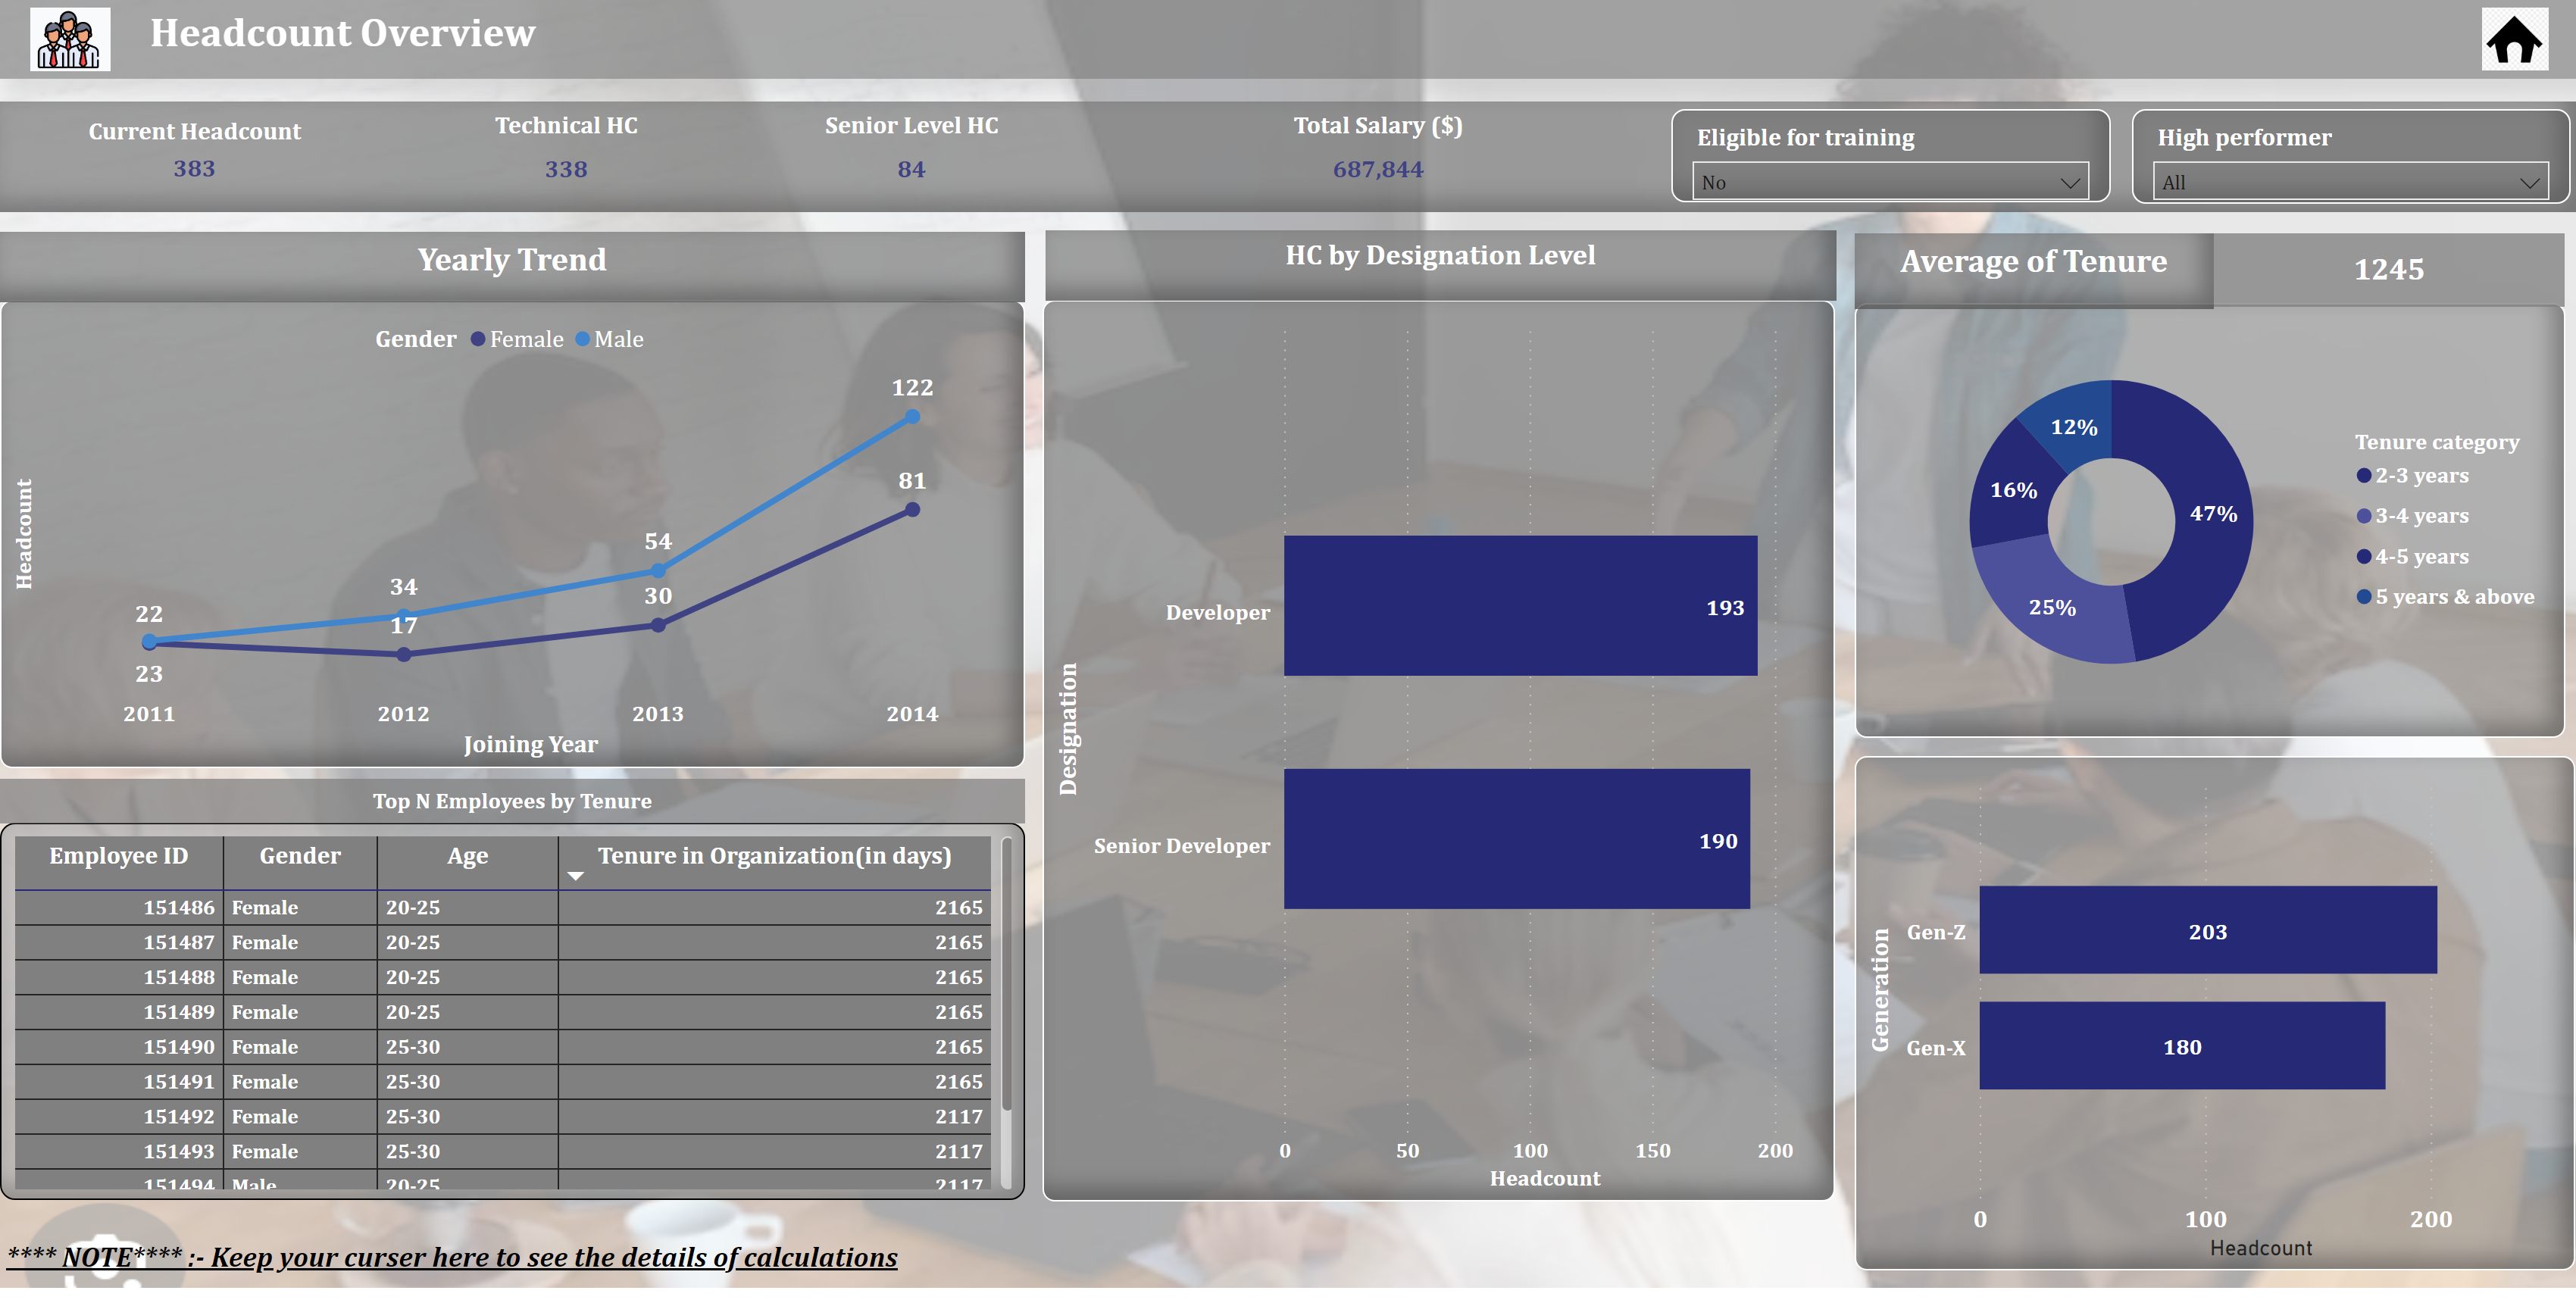 Headcount Overview
Current Headcount
383
Technical HC
338
Senior Level HC
84
Total Salary ($)
687,844
Eligible for training
No
High performer
All
Yearly Trend
Gender Female Male
Headcount
22
23
34
17
54
30
122
81
2011 2012 2013 2014
Joining Year
Top N Employees by Tenure
Employee ID Gender Age Tenure in Organization(in days)
151486 Female 20-25 2165
151487 Female 20-25 2165
151488 Female 20-25 2165
151489 Female 20-25 2165
151490 Female 25-30 2165
151491 Female 25-30 2165
151492 Female 25-30 2117
151493 Female 25-30 2117
151494 Male 20-25 2117
**** NOTE**** :- Keep your curser here to see the details of calculations
HC by Designation Level
Designation
Developer 193
Senior Developer 190
0 50 100 150 200
Headcount
Average of Tenure
1245
12%
16%
47%
25%
Tenure category
2-3 years
3-4 years
4-5 years
5 years & above
Generation
Gen-Z 203
Gen-X 180
0 100 200
Headcount